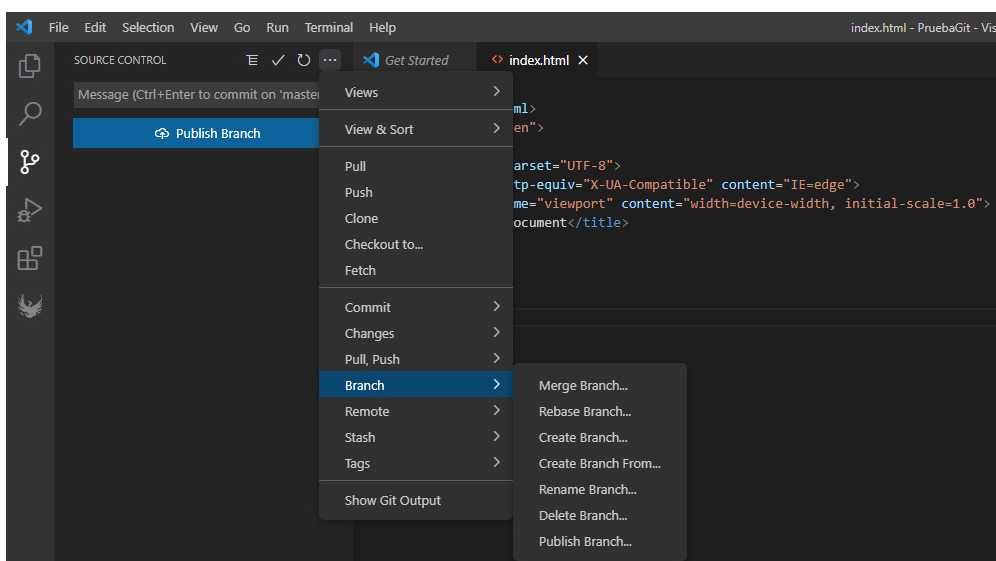 File Edit Selection View Go Run Terminal Help index.html - PruebaGit - Vis
SOURCE CONTROL ... Get Started <> index.html ×
Message (Ctrl+Enter to commit on 'master
Publish Branch
Views
View & Sort
Pull
Push
Clone
Checkout to...
Fetch
Commit
Changes
Pull, Push
Branch
Remote
Stash
Tags
Show Git Output
Merge Branch...
Rebase Branch...
Create Branch...
Create Branch From...
Rename Branch...
Delete Branch...
Publish Branch...
ml>
en">
arset="UTF-8">
tp-equiv="X-UA-Compatible" content="IE=edge">
me="viewport" content="width=device-width, initial-scale=1.0">
ocument</title>